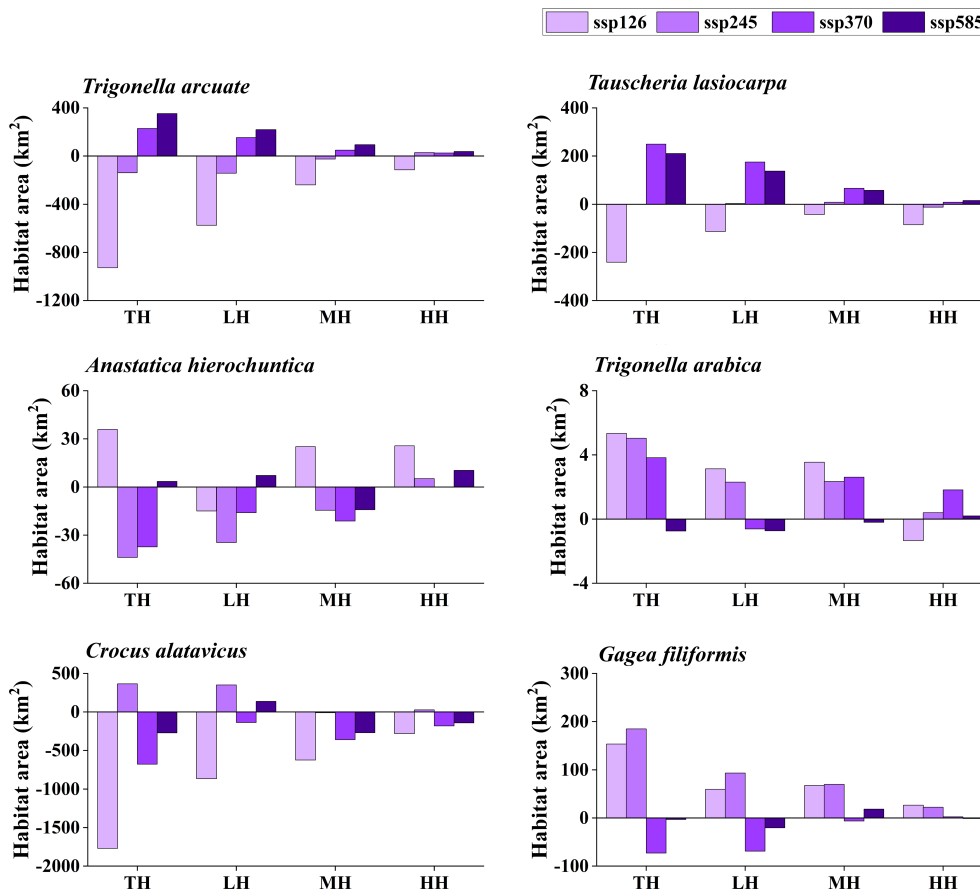 ssp126 ssp245 ssp370 ssp585
Trigonella arcuate
Habitat area (km²)
400
0
-400
-800
-1200
TH LH MH HH
Tauscheria lasiocarpa
Habitat area (km²)
400
200
0
-200
-400
TH LH MH HH
Anastatica hierochuntica
Habitat area (km²)
60
30
0
-30
-60
TH LH MH HH
Trigonella arabica
Habitat area (km²)
8
4
0
-4
TH LH MH HH
Crocus alatavicus
Habitat area (km²)
500
0
-500
-1000
-1500
-2000
TH LH MH HH
Gagea filiformis
Habitat area (km²)
300
200
100
0
-100
TH LH MH HH